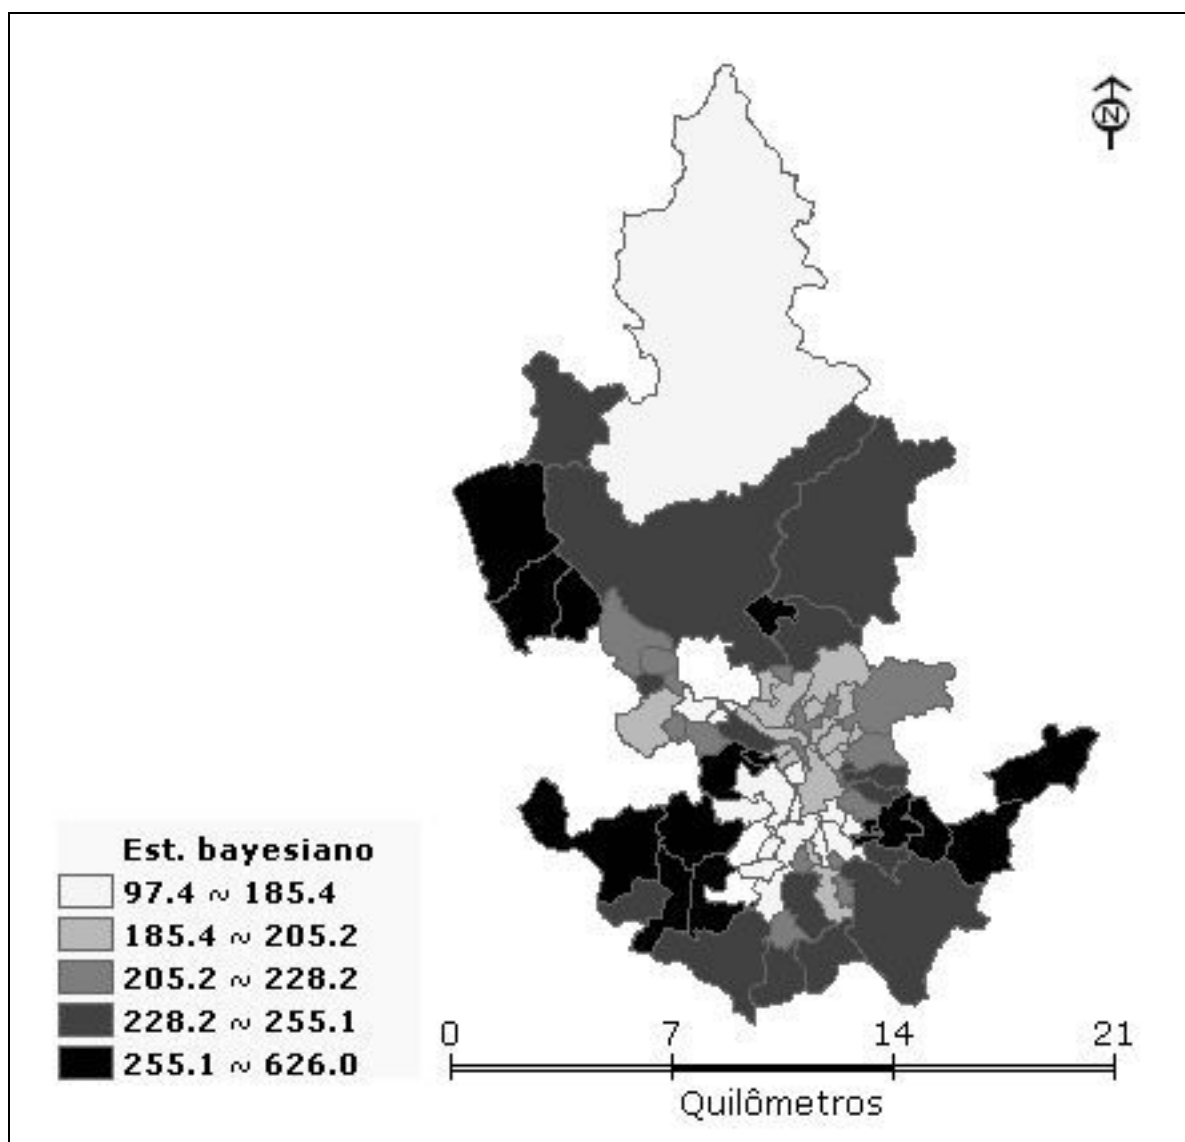 N
Est. bayesiano
97.4 ~ 185.4
185.4 ~ 205.2
205.2 ~ 228.2
228.2 ~ 255.1
255.1 ~ 626.0
0 7 14 21
Quilômetros